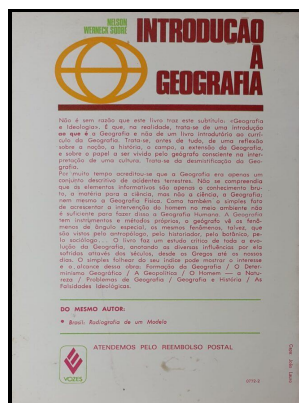 NELSON
WERNECK SODRÉ
INTRODUÇÃO
A
GEOGRAFIA
Não é sem razão que este livro traz este subtítulo: «Geografia
e Ideologia». É que, na realidade, trata-se de uma introdução
ao que é a Geografia e não de um livro introdutório ao currí-
culo da Geografia. Trata-se, antes de tudo, de uma reflexão
sobre a noção, a história, o campo, a extensão da Geografia,
e sobre o papel a ser vivido pelo geógrafo consciente na inter-
pretação de uma cultura. Trata-se da desmistificação da Geo-
grafia.
Por muito tempo acreditou-se que a Geografia era apenas um
conjunto descritivo de acidentes terrestres. Não se compreendia
que os elementos informativos são apenas o conhecimento bru-
to, a matéria para a ciência, mas não a ciência, a Geografia;
nem mesmo a Geografia Física. Como também o simples fato
de acrescentar a intervenção do homem no meio ambiente não
é suficiente para fazer disso a Geografia Humana. A Geografia
tem instrumentos e métodos próprios, o geógrafo vê os fenô-
menos de ângulo especial, os mesmos fenômenos, talvez, que
são vistos pelo antropólogo, pelo historiador, pelo botânico, pe-
lo sociólogo... O livro faz um estudo crítico de toda a evo-
lução da Geografia, anotando as diversas influências por ela
sofridas através dos séculos, desde os Gregos até os nossos
dias. O simples folhear do seu índice pode mostrar o interesse
e o alcance dessa obra: Formação da Geografia / O Deter-
minismo Geográfico / A Geopolítica / O Homem — a Natu-
reza / Problemas de Geografia / Geografia e História / As
Falsidades Ideológicas.
DO MESMO AUTOR:
• Brasil: Radiografia de um Modelo
ATENDEMOS PELO REEMBOLSO POSTAL
VOZES
Capa: Júlio